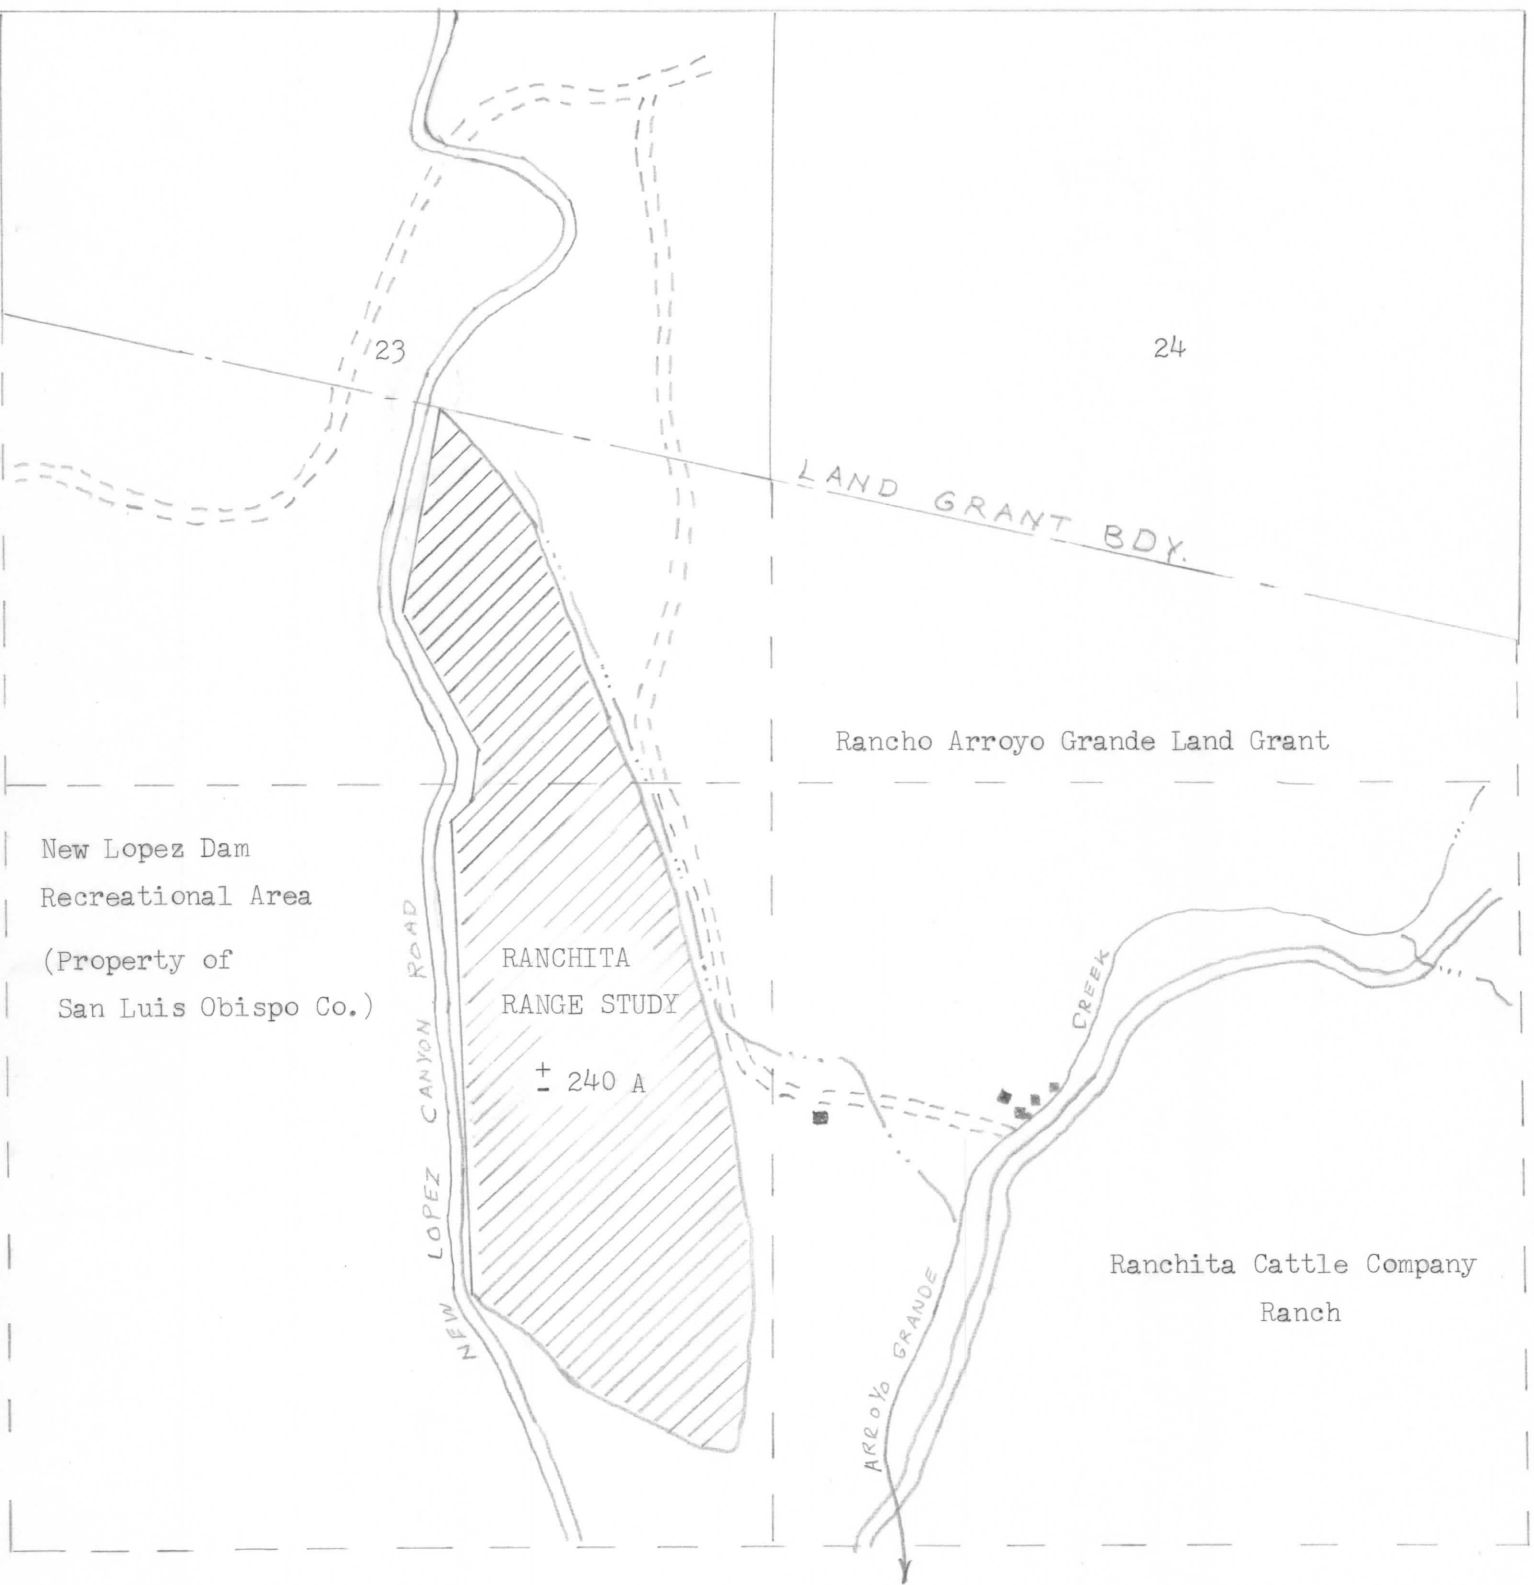 23
24
LAND GRANT BDY.
Rancho Arroyo Grande Land Grant
New Lopez Dam
Recreational Area
(Property of
San Luis Obispo Co.)
NEW LOPEZ CANYON ROAD
RANCHITA
RANGE STUDY
± 240 A
ARROYO GRANDE CREEK
Ranchita Cattle Company
Ranch